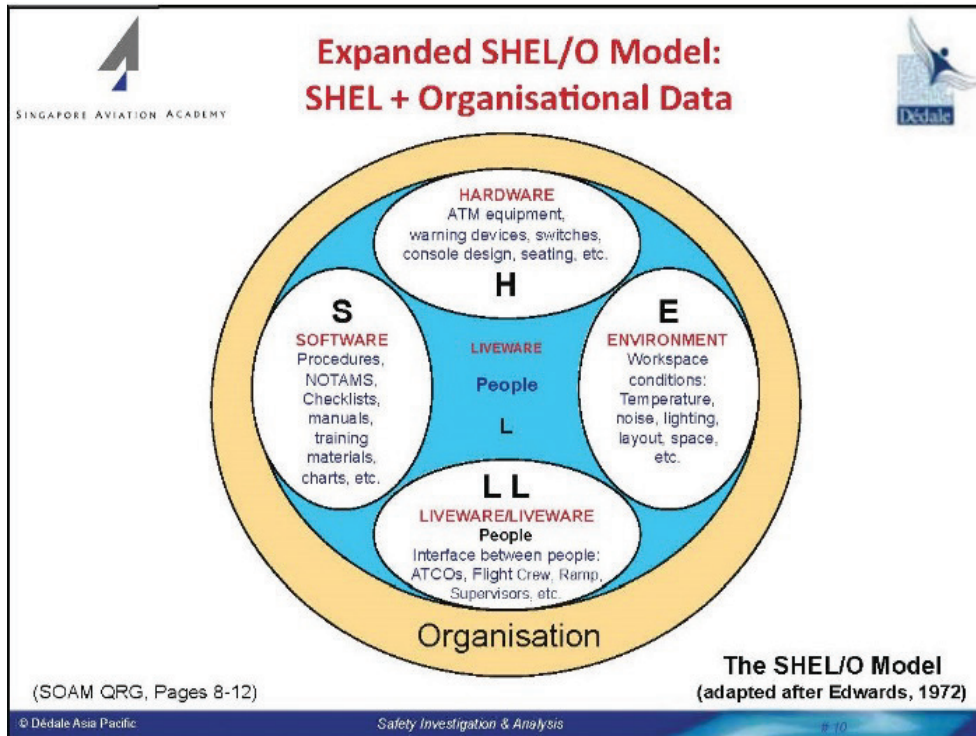 SINGAPORE AVIATION ACADEMY
Expanded SHEL/O Model:
SHEL + Organisational Data
Dédale
HARDWARE
ATM equipment,
warning devices, switches,
console design, seating, etc.
H
S
SOFTWARE
Procedures,
NOTAMS,
Checklists,
manuals,
training
materials,
charts, etc.
LIVEWARE
People
L
E
ENVIRONMENT
Workspace
conditions:
Temperature,
noise, lighting,
layout, space,
etc.
L L
LIVEWARE/LIVEWARE
People
Interface between people:
ATCOs, Flight Crew, Ramp,
Supervisors, etc.
Organisation
(SOAM QRG, Pages 8-12)
The SHEL/O Model
(adapted after Edwards, 1972)
© Dédale Asia Pacific
Safety Investigation & Analysis
# 10